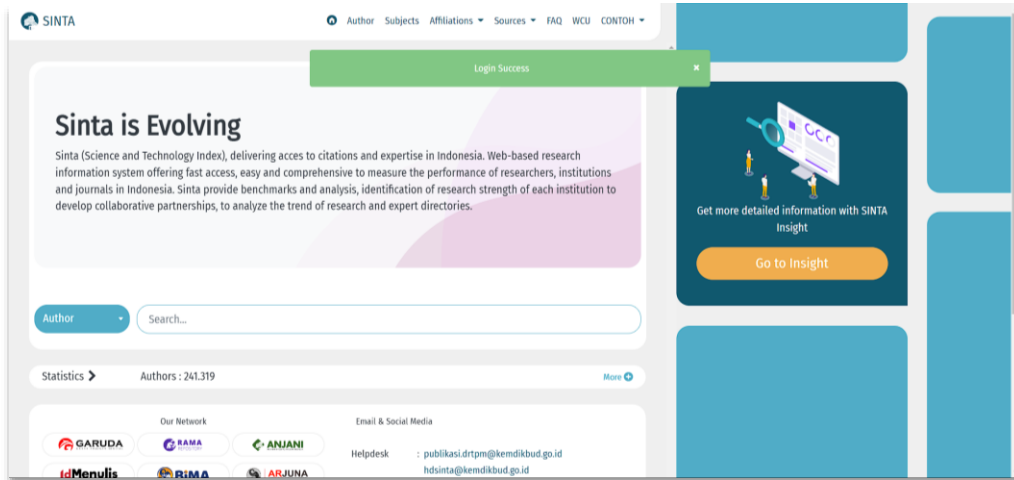 SINTA
Author Subjects Affiliations Sources FAQ WCU CONTOH
Login Success ×
Sinta is Evolving
Sinta (Science and Technology Index), delivering acces to citations and expertise in Indonesia. Web-based research
information system offering fast access, easy and comprehensive to measure the performance of researchers, institutions
and journals in Indonesia. Sinta provide benchmarks and analysis, identification of research strength of each institution to
develop collaborative partnerships, to analyze the trend of research and expert directories.
Get more detailed information with SINTA
Insight
Go to Insight
Author
Search...
Statistics
Authors : 241.319
More
Our Network
Email & Social Media
GARUDA
RAMA
ANJANI
Helpdesk : publikasi.drtpm@kemdikbud.go.id
hdsinta@kemdikbud.go.id
IdMenulis
BRIMA
ARJUNA